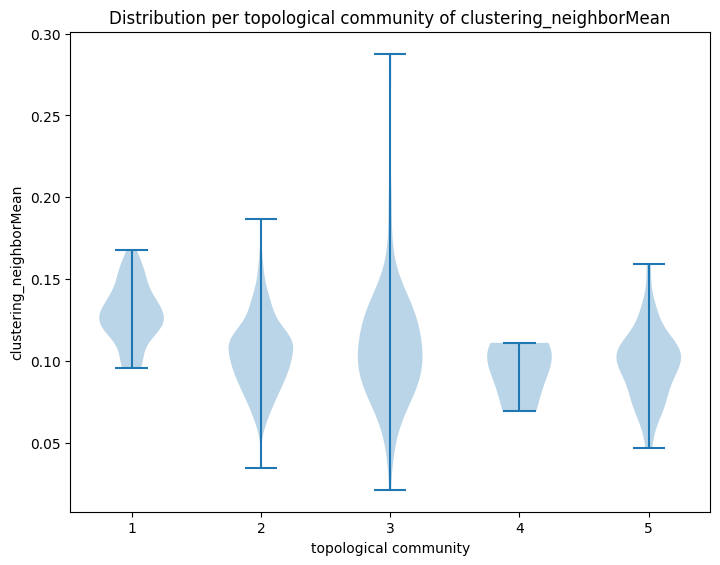 Distribution per topological community of clustering_neighborMean
0.30
0.25
0.20
0.15
0.10
0.05
clustering_neighborMean
1 2 3 4 5
topological community